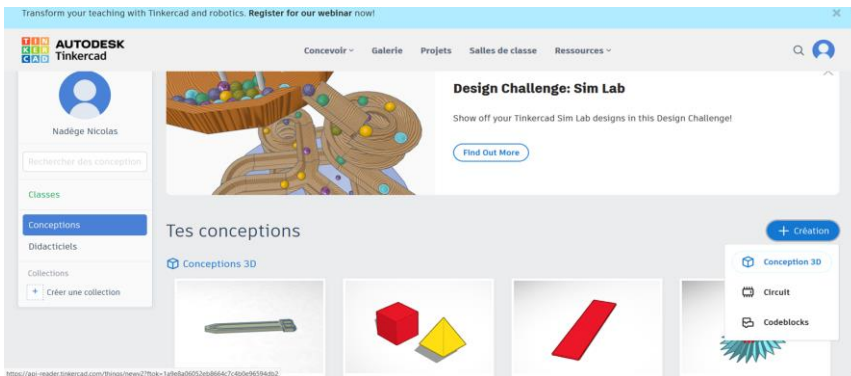 Transform your teaching with Tinkercad and robotics. Register for our webinar now!
TIN
KER
CAD
AUTODESK
Tinkercad
Concevoir
Galerie
Projets
Salles de classe
Ressources
Nadège Nicolas
Rechercher des conception
Classes
Conceptions
Didacticiels
Collections
+ Créer une collection
Design Challenge: Sim Lab
Show off your Tinkercad Sim Lab designs in this Design Challenge!
Find Out More
Tes conceptions
+ Création
Conceptions 3D
Conception 3D
Circuit
Codeblocks